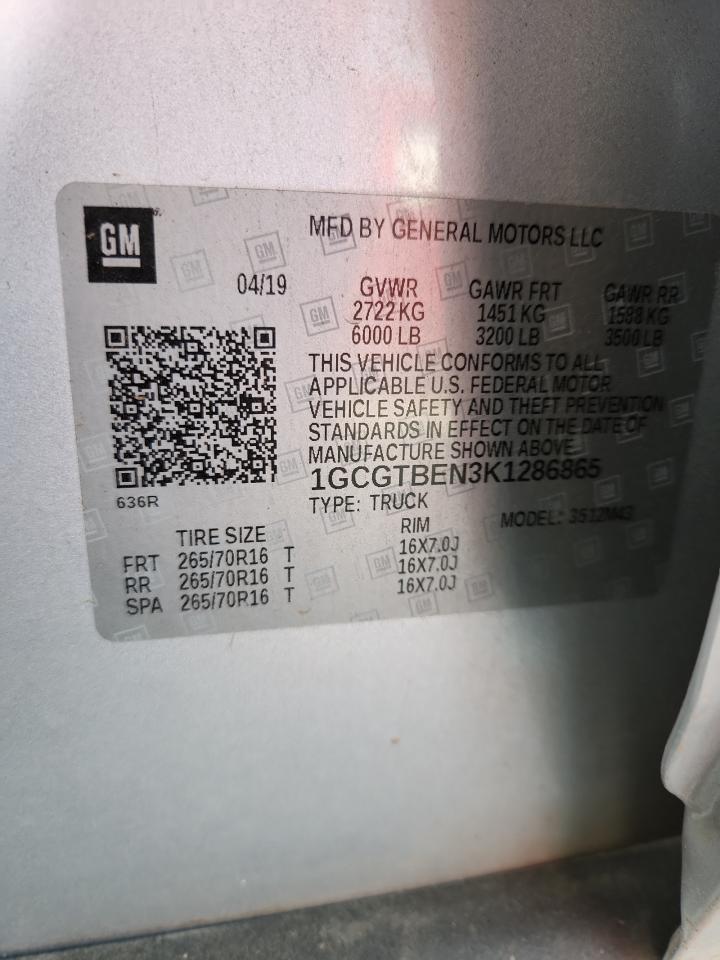 GM
MFD BY GENERAL MOTORS LLC
04/19
GVWR GAWR FRT GAWR RR
2722 KG 1451 KG 1588 KG
6000 LB 3200 LB 3500 LB
THIS VEHICLE CONFORMS TO ALL
APPLICABLE U.S. FEDERAL MOTOR
VEHICLE SAFETY AND THEFT PREVENTION
STANDARDS IN EFFECT ON THE DATE OF
MANUFACTURE SHOWN ABOVE
1GCGTBEN3K1286865
636R
TYPE: TRUCK
MODEL: 3512M43
TIRE SIZE RIM
FRT 265/70R16 T 16X7.0J
RR 265/70R16 T 16X7.0J
SPA 265/70R16 T 16X7.0J